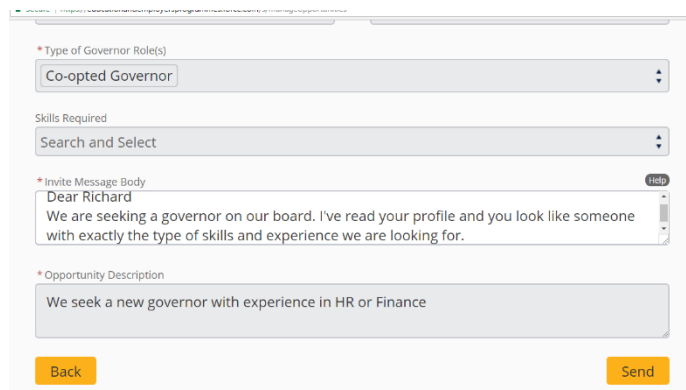 * Type of Governor Role(s)
Co-opted Governor
Skills Required
Search and Select
* Invite Message Body
Help
Dear Richard
We are seeking a governor on our board. I've read your profile and you look like someone
with exactly the type of skills and experience we are looking for.
* Opportunity Description
We seek a new governor with experience in HR or Finance
Back
Send